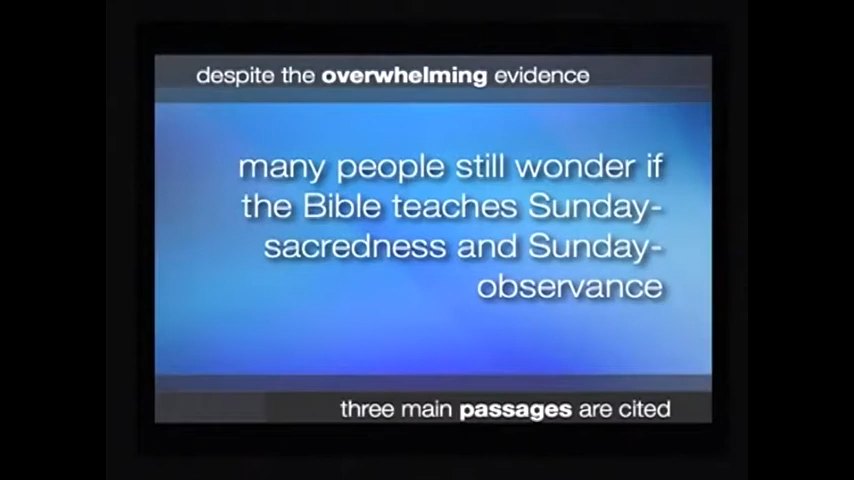 despite the overwhelming evidence
many people still wonder if
the Bible teaches Sunday-
sacredness and Sunday-
observance
three main passages are cited